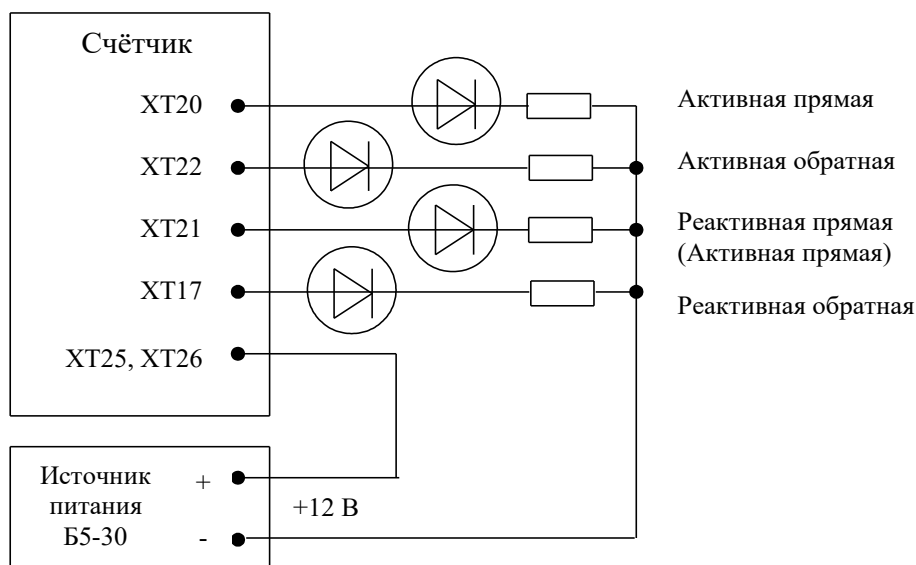 Счётчик
XT20
Активная прямая
XT22
Активная обратная
XT21
Реактивная прямая
(Активная прямая)
XT17
Реактивная обратная
XT25, XT26
Источник
питания
Б5-30
+
+12 В
-